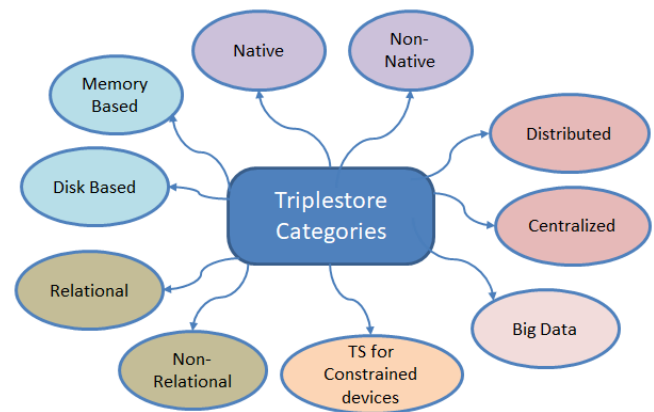 Triplestore
Categories
Native
Non-
Native
Distributed
Centralized
Big Data
TS for
Constrained
devices
Non-
Relational
Relational
Disk Based
Memory
Based